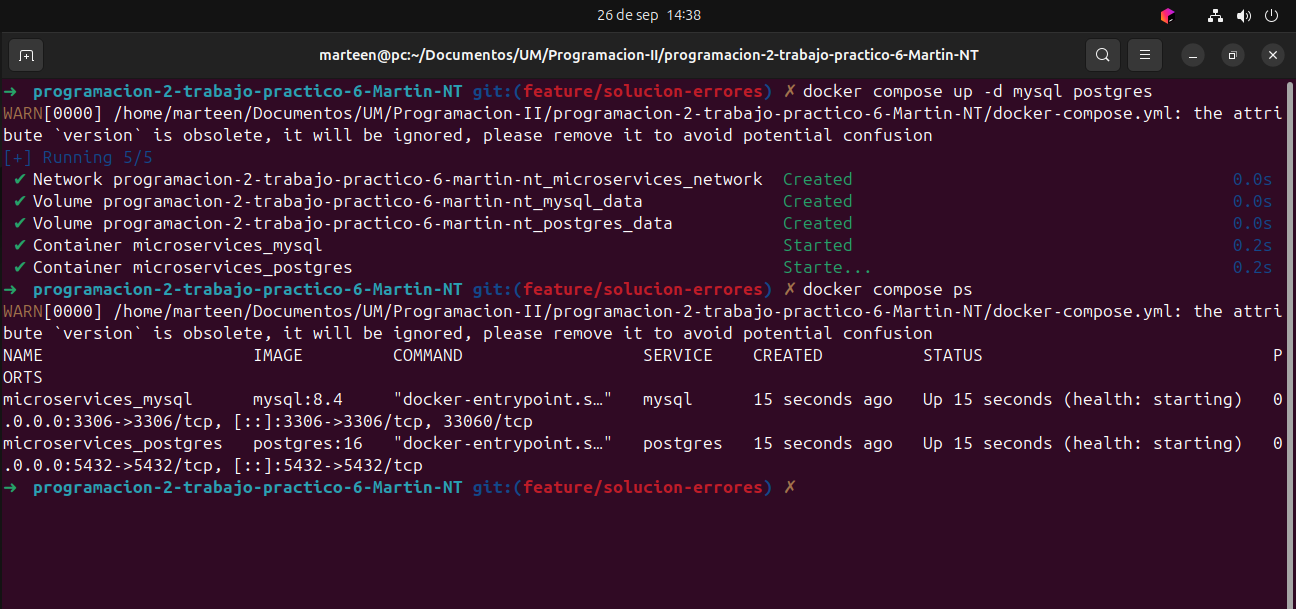 26 de sep 14:38
marteen@pc:~/Documentos/UM/Programacion-II/programacion-2-trabajo-practico-6-Martin-NT
➜ programacion-2-trabajo-practico-6-Martin-NT git:(feature/solucion-errores) ✗ docker compose up -d mysql postgres
WARN[0000] /home/marteen/Documentos/UM/Programacion-II/programacion-2-trabajo-practico-6-Martin-NT/docker-compose.yml: the attri
bute `version` is obsolete, it will be ignored, please remove it to avoid potential confusion
[+] Running 5/5
✔ Network programacion-2-trabajo-practico-6-martin-nt_microservices_network Created 0.0s
✔ Volume programacion-2-trabajo-practico-6-martin-nt_mysql_data Created 0.0s
✔ Volume programacion-2-trabajo-practico-6-martin-nt_postgres_data Created 0.0s
✔ Container microservices_mysql Started 0.2s
✔ Container microservices_postgres Starte... 0.2s
➜ programacion-2-trabajo-practico-6-Martin-NT git:(feature/solucion-errores) ✗ docker compose ps
WARN[0000] /home/marteen/Documentos/UM/Programacion-II/programacion-2-trabajo-practico-6-Martin-NT/docker-compose.yml: the attri
bute `version` is obsolete, it will be ignored, please remove it to avoid potential confusion
NAME IMAGE COMMAND SERVICE CREATED STATUS P
ORTS
microservices_mysql mysql:8.4 "docker-entrypoint.s…" mysql 15 seconds ago Up 15 seconds (health: starting) 0
.0.0.0:3306->3306/tcp, [::]:3306->3306/tcp, 33060/tcp
microservices_postgres postgres:16 "docker-entrypoint.s…" postgres 15 seconds ago Up 15 seconds (health: starting) 0
.0.0.0:5432->5432/tcp, [::]:5432->5432/tcp
➜ programacion-2-trabajo-practico-6-Martin-NT git:(feature/solucion-errores) ✗